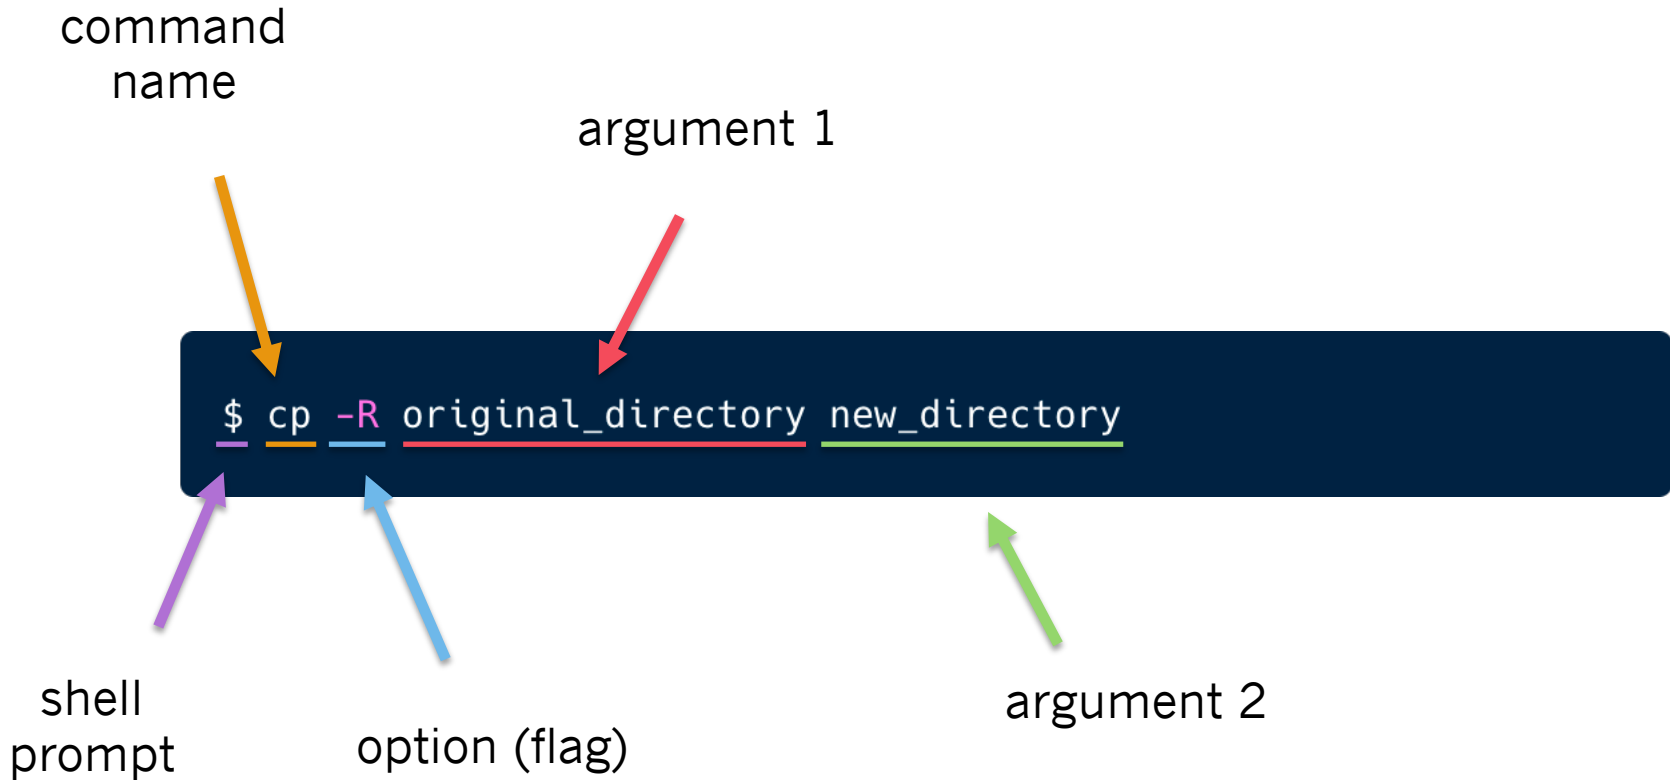 command
name
argument 1
$ cp -R original_directory new_directory
shell
prompt
option (flag)
argument 2